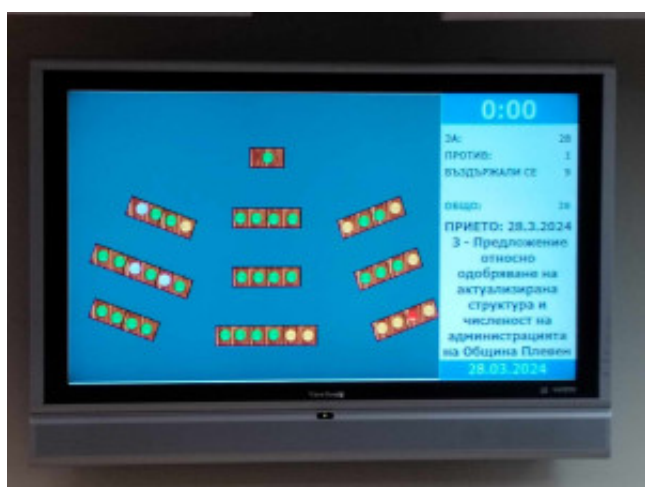 0:00
ЗА: 28
ПРОТИВ: 1
ВЪЗДЪРЖАЛИ СЕ 9
ОБЩО: 38
ПРИЕТО: 28.3.2024
3 - Предложение
относно
одобряване на
актуализирана
структура и
численост на
администрацията
на Община Плевен
28.03.2024